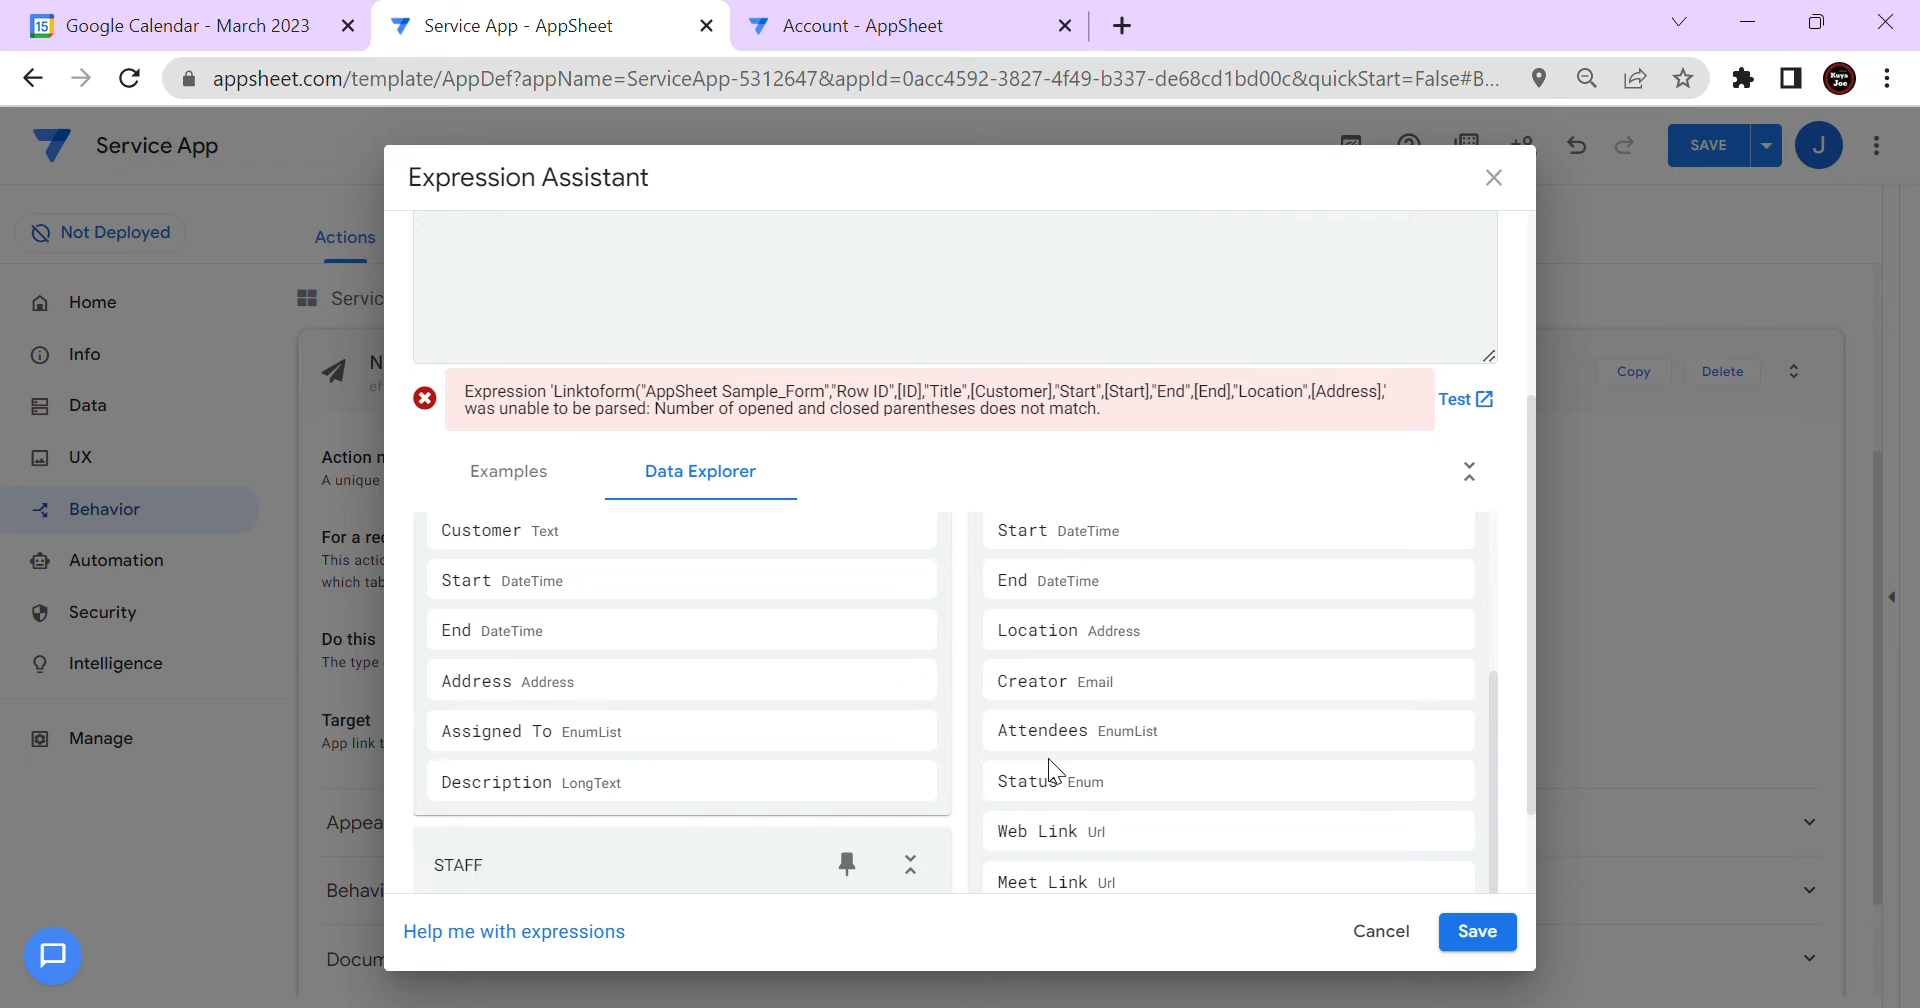 15 Google Calendar - March 2023
Service App - AppSheet
Account - AppSheet
appsheet.com/template/AppDef?appName=ServiceApp-5312647&appId=0acc4592-3827-4f49-b337-de68cd1bd00c&quickStart=False#B...
Kuya Joe
Service App
SAVE
J
Expression Assistant
Not Deployed
Actions
Home
Servic
Info
N
ef
Copy
Delete
Expression 'Linktoform("AppSheet Sample_Form","Row ID",[ID],"Title",[Customer],"Start",[Start],"End",[End],"Location",[Address],'
was unable to be parsed: Number of opened and closed parentheses does not match.
Test
Data
UX
Action n
A unique
Examples
Data Explorer
Behavior
For a re
This actio
which tab
Customer Text
Start DateTime
Automation
Start DateTime
End DateTime
Security
Do this
The type
End DateTime
Location Address
Intelligence
Address Address
Creator Email
Manage
Target
App link t
Assigned To EnumList
Attendees EnumList
Description LongText
Status Enum
Appea
Web Link Url
STAFF
Meet Link Url
Behavi
Help me with expressions
Cancel
Save
Docum